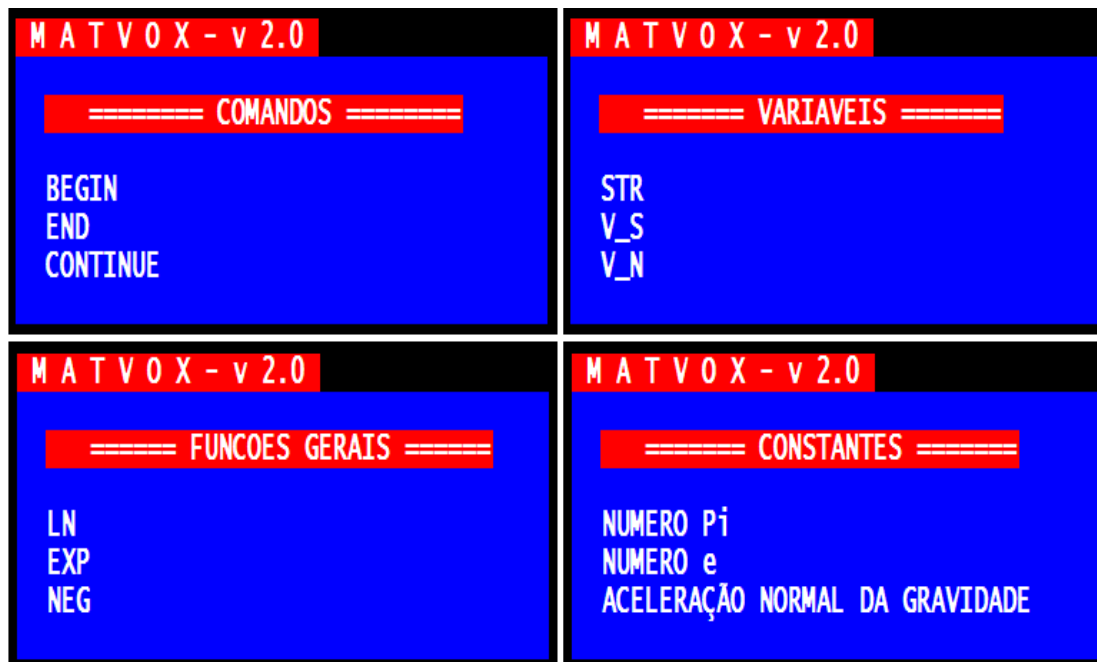 M A T V O X - v 2.0
======== COMANDOS ========
BEGIN
END
CONTINUE
M A T V O X - v 2.0
======= VARIAVEIS =======
STR
V_S
V_N
M A T V O X - v 2.0
====== FUNCOES GERAIS ======
LN
EXP
NEG
M A T V O X - v 2.0
======= CONSTANTES =======
NUMERO Pi
NUMERO e
ACELERAÇÃO NORMAL DA GRAVIDADE